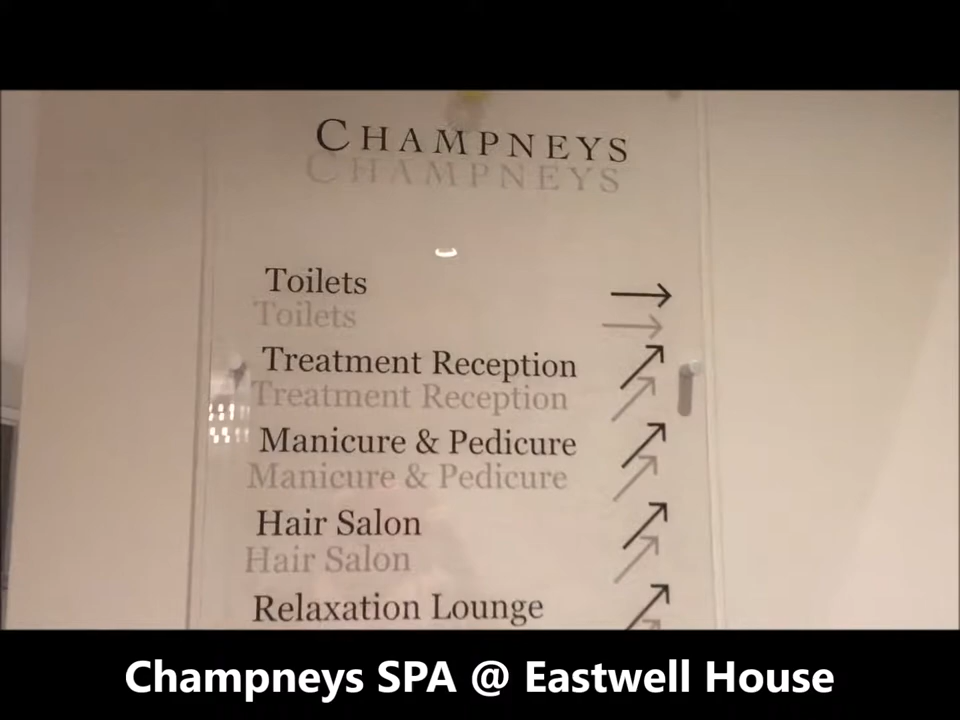 CHAMPNEYS
Toilets
Treatment Reception
Manicure & Pedicure
Hair Salon
Relaxation Lounge
Champneys SPA @ Eastwell House